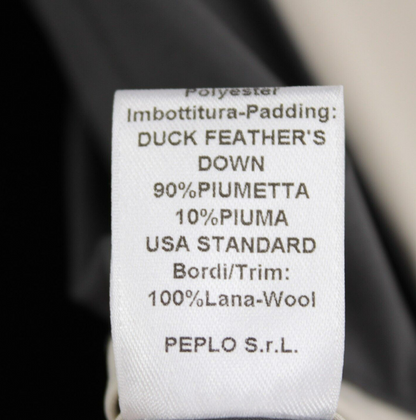 Polyester
Imbottitura-Padding:
DUCK FEATHER'S
DOWN
90%PIUMETTA
10%PIUMA
USA STANDARD
Bordi/Trim:
100%Lana-Wool
PEPLO S.r.L.